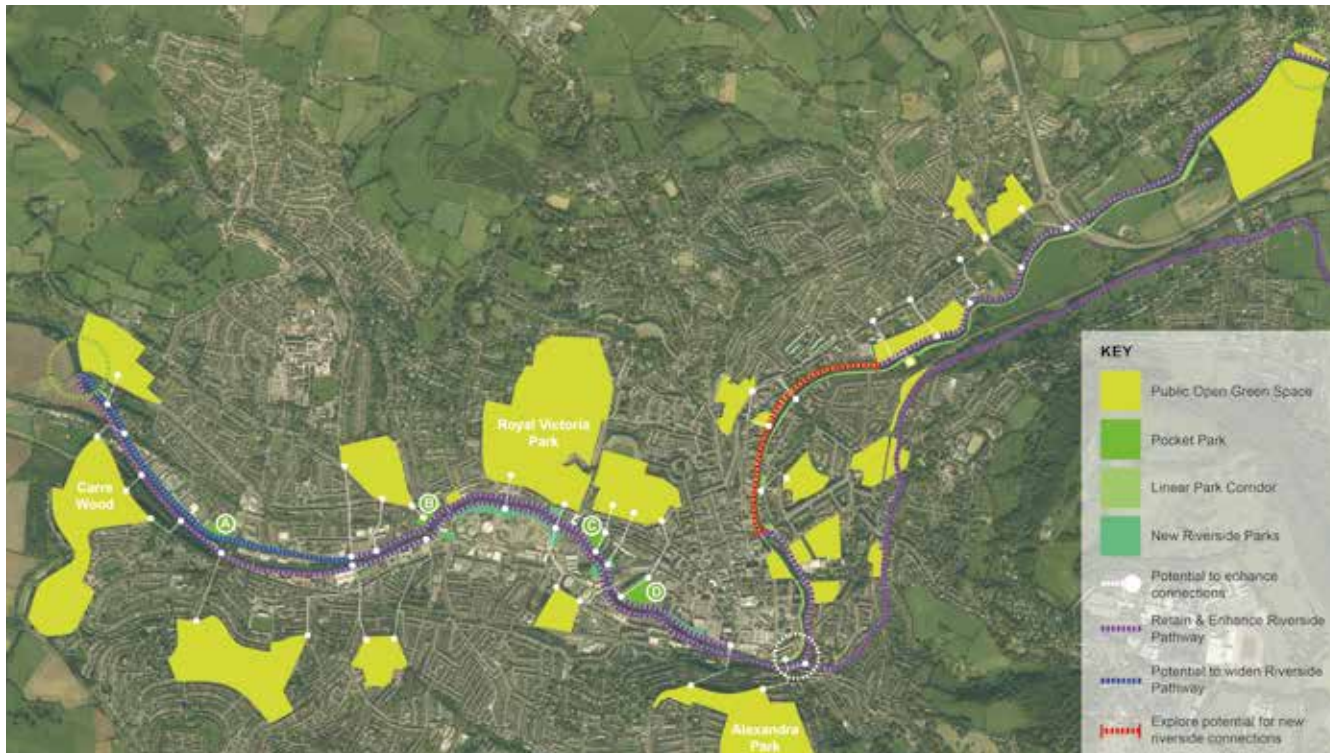 Royal Victoria
Park
Carrs
Wood
A
B
C
D
Alexandra
Park
KEY
Public Open Green Space
Pocket Park
Linear Park Corridor
New Riverside Parks
Potential to enhance
connections
Retain & Enhance Riverside
Pathway
Potential to widen Riverside
Pathway
Explore potential for new
riverside connections